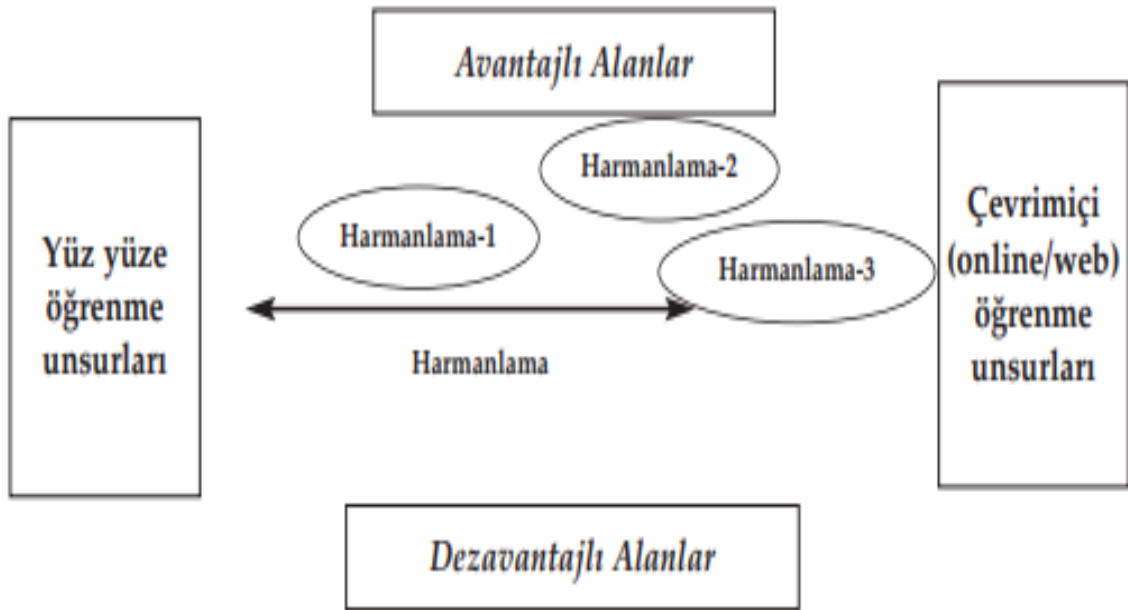 Avantajlı Alanlar
Yüz yüze
öğrenme
unsurları
Harmanlama-1
Harmanlama-2
Harmanlama-3
Harmanlama
Çevrimiçi
(online/web)
öğrenme
unsurları
Dezavantajlı Alanlar